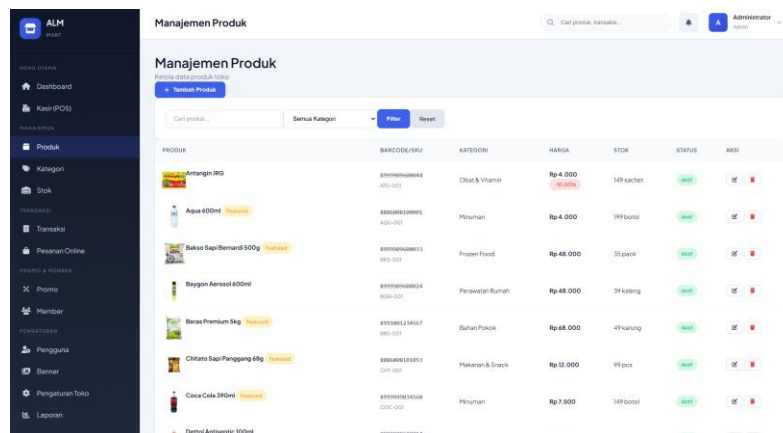 ALM
MART
Manajemen Produk
Cari produk, transaksi...
A
Administrator
Admin
MENU UTAMA
Dashboard
Kasir (POS)
MANAJEMEN
Produk
Kategori
Stok
TRANSAKSI
Transaksi
Pesanan Online
PROMO & MEMBER
Promo
Member
PENGATURAN
Pengguna
Banner
Pengaturan Toko
Laporan
Manajemen Produk
Kelola data produk toko
+ Tambah Produk
Cari produk...
Semua Kategori
Filter
Reset
PRODUK BARCODE/SKU KATEGORI HARGA STOK STATUS AKSI
Antangin JRG
8999909600044
ATG-001
Obat & Vitamin
Rp 4.000
-10.00%
149 sachet
Aktif
Aqua 600ml Featured
8886008100001
AQU-001
Minuman
Rp 4.000
199 botol
Aktif
Bakso Sapi Bernardi 500g Featured
8999909600033
BKS-001
Frozen Food
Rp 48.000
35 pack
Aktif
Baygon Aerosol 600ml
8999909600024
Perawatan Rumah
Rp 48.000
39 kaleng
Aktif
Beras Premium 5kg Featured
8991001234567
BRS-001
Bahan Pokok
Rp 68.000
49 karung
Aktif
Chitato Sapi Panggang 68g Featured
8886008101053
CHT-001
Makanan & Snack
Rp 12.000
99 pcs
Aktif
Coca Cola 390ml Featured
COC-001
Minuman
Rp 7.500
149 botol
Aktif
Dettol Antiseptic 100ml